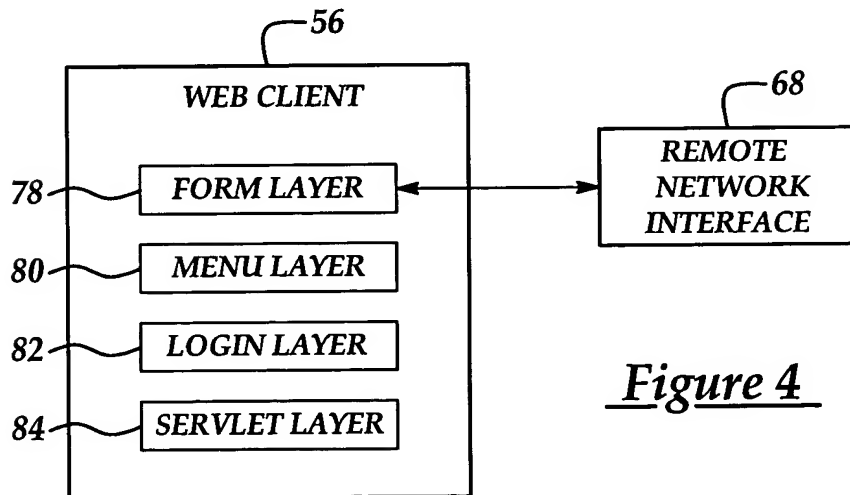 56
WEB CLIENT
68
REMOTE
NETWORK
INTERFACE
78
FORM LAYER
80
MENU LAYER
82
LOGIN LAYER
84
SERVLET LAYER
Figure 4